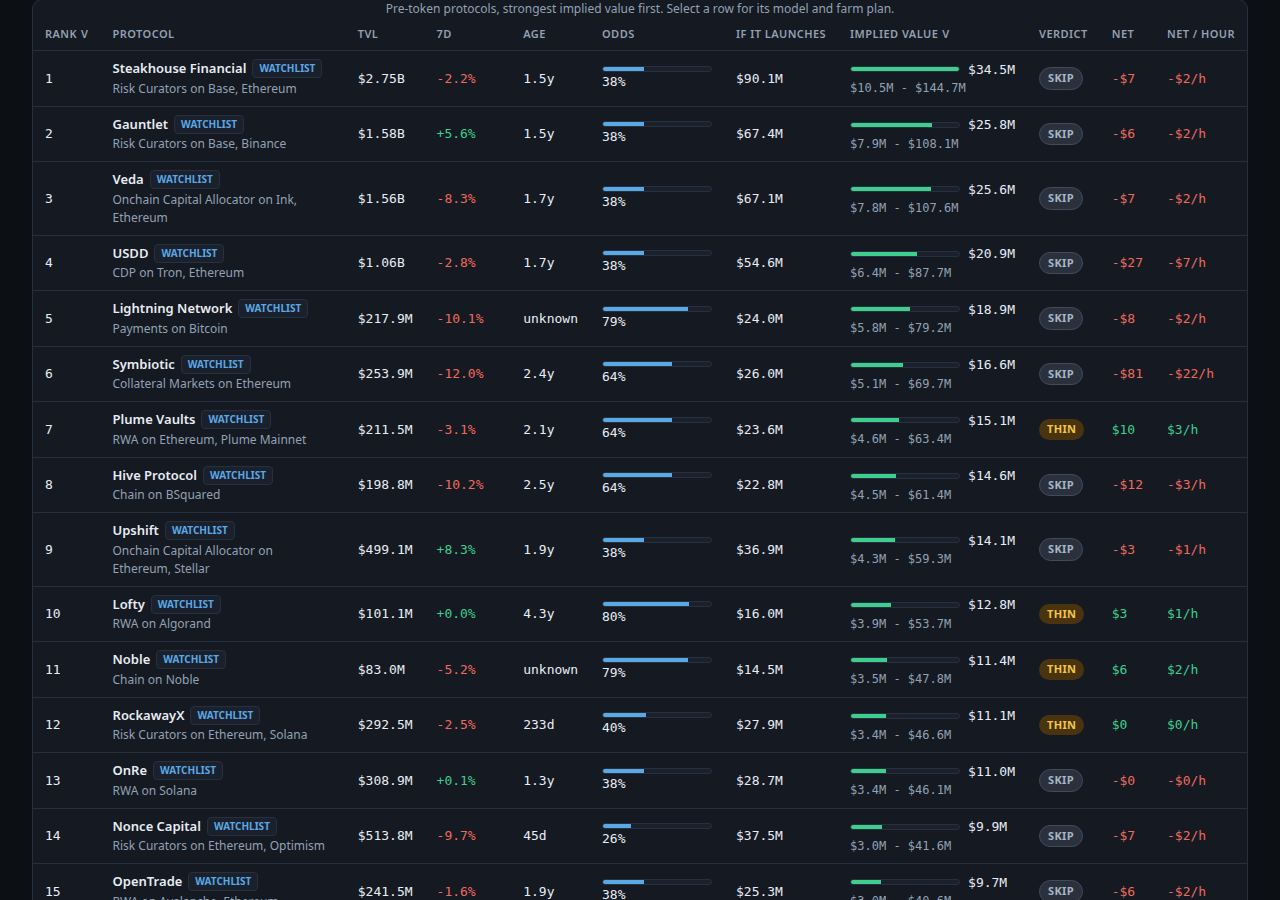 Pre-token protocols, strongest implied value first. Select a row for its model and farm plan.
RANK V PROTOCOL TVL 7D AGE ODDS IF IT LAUNCHES IMPLIED VALUE V VERDICT NET NET / HOUR
1 Steakhouse Financial WATCHLIST $2.75B -2.2% 1.5y 38% $90.1M $34.5M SKIP -$7 -$2/h
Risk Curators on Base, Ethereum $10.5M - $144.7M
2 Gauntlet WATCHLIST $1.58B +5.6% 1.5y 38% $67.4M $25.8M SKIP -$6 -$2/h
Risk Curators on Base, Binance $7.9M - $108.1M
3 Veda WATCHLIST $1.56B -8.3% 1.7y 38% $67.1M $25.6M SKIP -$7 -$2/h
Onchain Capital Allocator on Ink, $7.8M - $107.6M
Ethereum
4 USDD WATCHLIST $1.06B -2.8% 1.7y 38% $54.6M $20.9M SKIP -$27 -$7/h
CDP on Tron, Ethereum $6.4M - $87.7M
5 Lightning Network WATCHLIST $217.9M -10.1% unknown 79% $24.0M $18.9M SKIP -$8 -$2/h
Payments on Bitcoin $5.8M - $79.2M
6 Symbiotic WATCHLIST $253.9M -12.0% 2.4y 64% $26.0M $16.6M SKIP -$81 -$22/h
Collateral Markets on Ethereum $5.1M - $69.7M
7 Plume Vaults WATCHLIST $211.5M -3.1% 2.1y 64% $23.6M $15.1M THIN $10 $3/h
RWA on Ethereum, Plume Mainnet $4.6M - $63.4M
8 Hive Protocol WATCHLIST $198.8M -10.2% 2.5y 64% $22.8M $14.6M SKIP -$12 -$3/h
Chain on BSquared $4.5M - $61.4M
9 Upshift WATCHLIST $499.1M +8.3% 1.9y 38% $36.9M $14.1M SKIP -$3 -$1/h
Onchain Capital Allocator on $4.3M - $59.3M
Ethereum, Stellar
10 Lofty WATCHLIST $101.1M +0.0% 4.3y 80% $16.0M $12.8M THIN $3 $1/h
RWA on Algorand $3.9M - $53.7M
11 Noble WATCHLIST $83.0M -5.2% unknown 79% $14.5M $11.4M THIN $6 $2/h
Chain on Noble $3.5M - $47.8M
12 RockawayX WATCHLIST $292.5M -2.5% 233d 40% $27.9M $11.1M THIN $0 $0/h
Risk Curators on Ethereum, Solana $3.4M - $46.6M
13 OnRe WATCHLIST $308.9M +0.1% 1.3y 38% $28.7M $11.0M SKIP -$0 -$0/h
RWA on Solana $3.4M - $46.1M
14 Nonce Capital WATCHLIST $513.8M -9.7% 45d 26% $37.5M $9.9M SKIP -$7 -$2/h
Risk Curators on Ethereum, Optimism $3.0M - $41.6M
15 OpenTrade WATCHLIST $241.5M -1.6% 1.9y 38% $25.3M $9.7M SKIP -$6 -$2/h